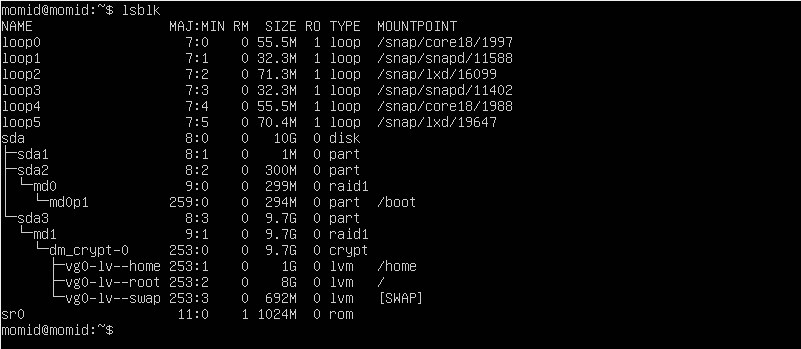 momid@momid:~$ lsblk
NAME                 MAJ:MIN RM  SIZE RO TYPE  MOUNTPOINT
loop0                  7:0    0 55.5M  1 loop  /snap/core18/1997
loop1                  7:1    0 32.3M  1 loop  /snap/snapd/11588
loop2                  7:2    0 71.3M  1 loop  /snap/lxd/16099
loop3                  7:3    0 32.3M  1 loop  /snap/snapd/11402
loop4                  7:4    0 55.5M  1 loop  /snap/core18/1988
loop5                  7:5    0 70.4M  1 loop  /snap/lxd/19647
sda                    8:0    0   10G  0 disk
├─sda1                 8:1    0    1M  0 part
├─sda2                 8:2    0  300M  0 part
│ └─md0                9:0    0  299M  0 raid1
│   └─md0p1          259:0    0  294M  0 part  /boot
└─sda3                 8:3    0  9.7G  0 part
  └─md1                9:1    0  9.7G  0 raid1
    └─dm_crypt-0     253:0    0  9.7G  0 crypt
      ├─vg0-lv--home 253:1    0    1G  0 lvm   /home
      ├─vg0-lv--root 253:2    0    8G  0 lvm   /
      └─vg0-lv--swap 253:3    0  692M  0 lvm   [SWAP]
sr0                   11:0    1 1024M  0 rom
momid@momid:~$